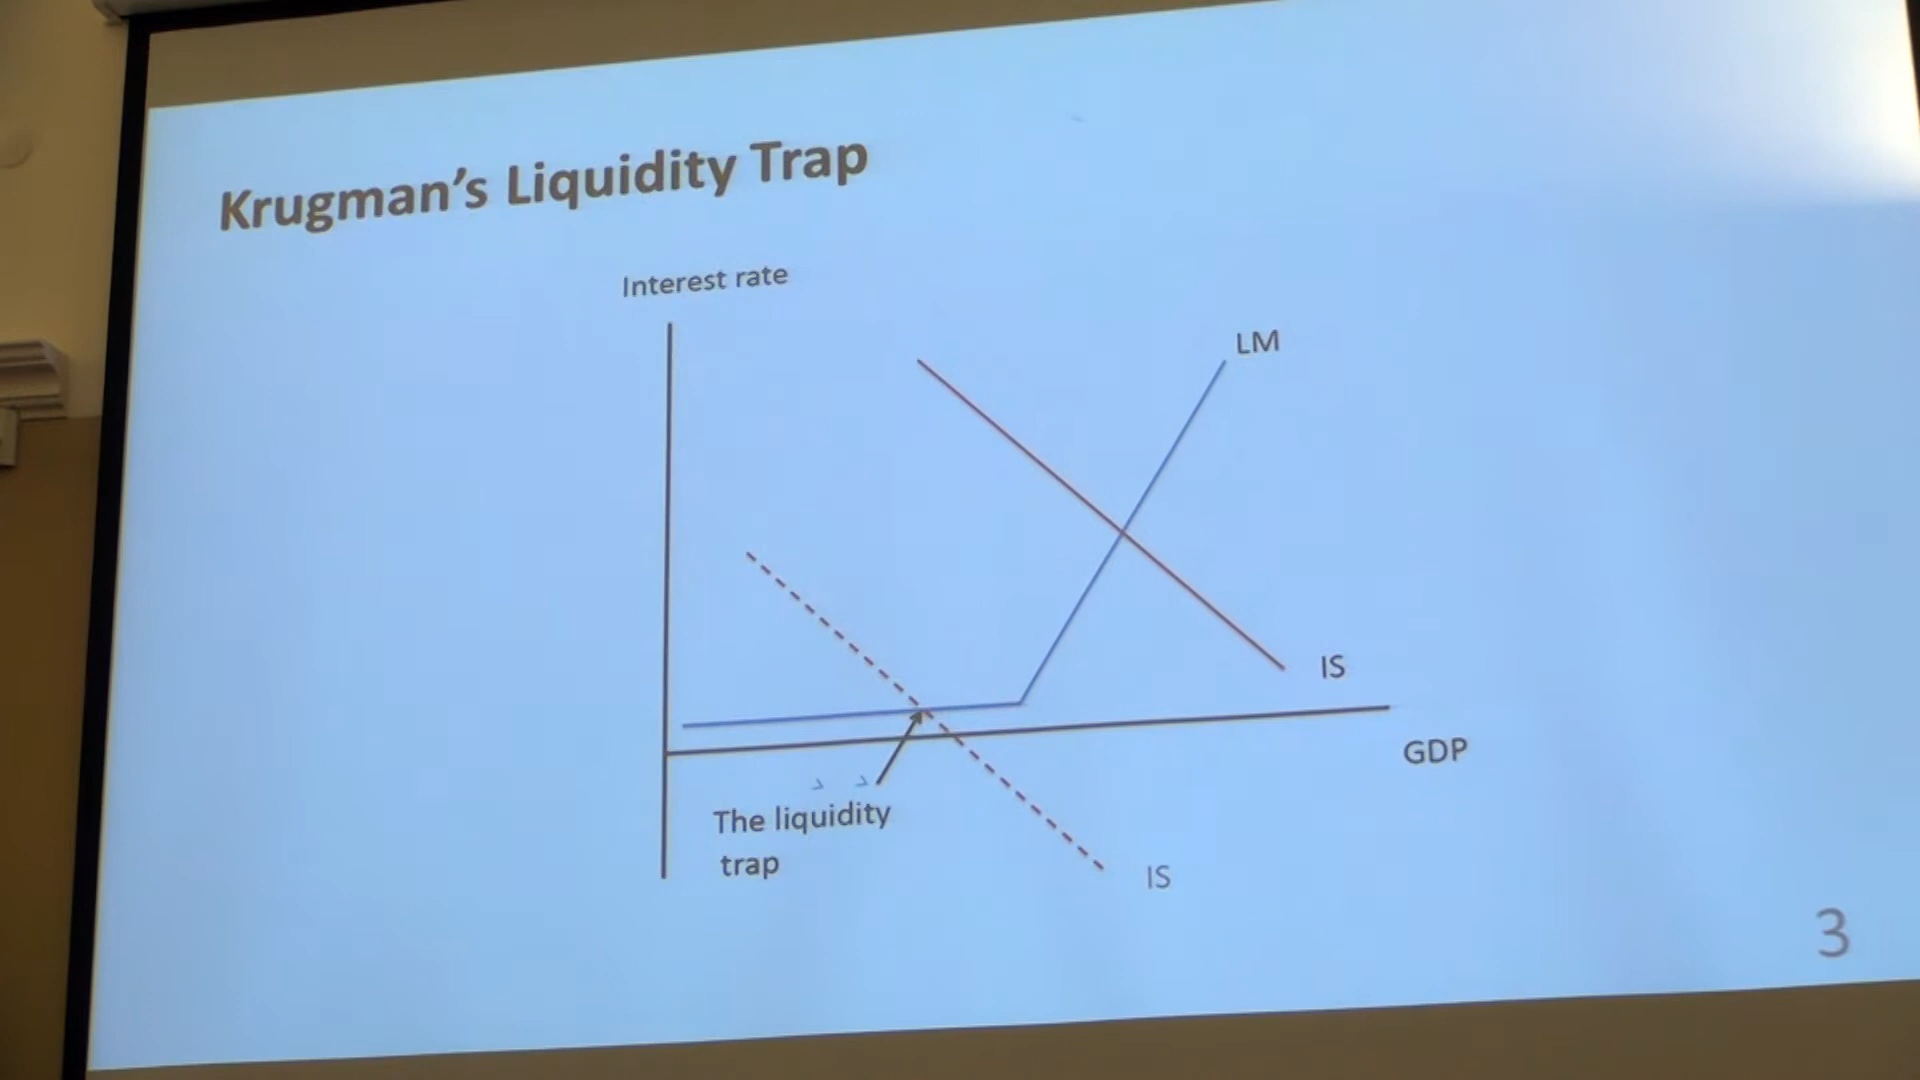 Krugman's Liquidity Trap
Interest rate
LM
IS
GDP
The liquidity
trap
IS
3